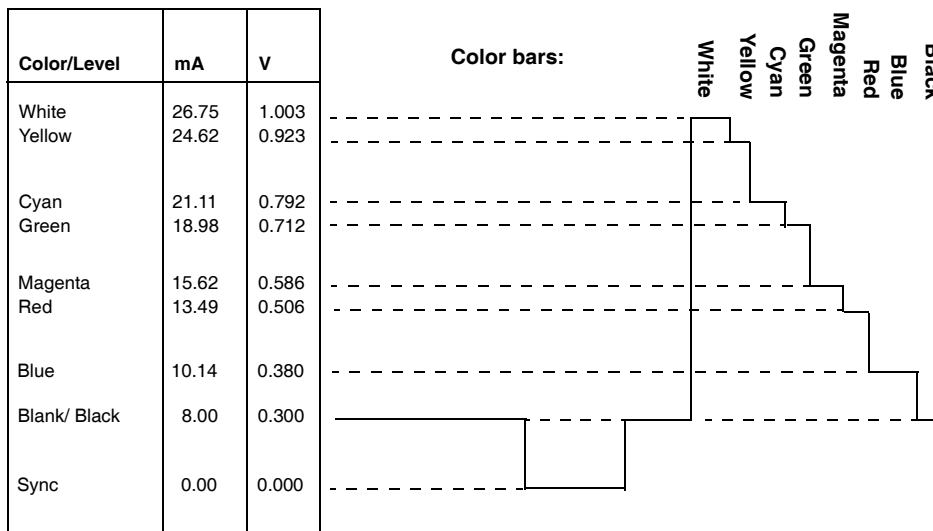 Color/Level mA V
White 26.75 1.003
Yellow 24.62 0.923
Cyan 21.11 0.792
Green 18.98 0.712
Magenta 15.62 0.586
Red 13.49 0.506
Blue 10.14 0.380
Blank/ Black 8.00 0.300
Sync 0.00 0.000
Color bars:
White
Yellow
Cyan
Green
Magenta
Red
Blue
Black